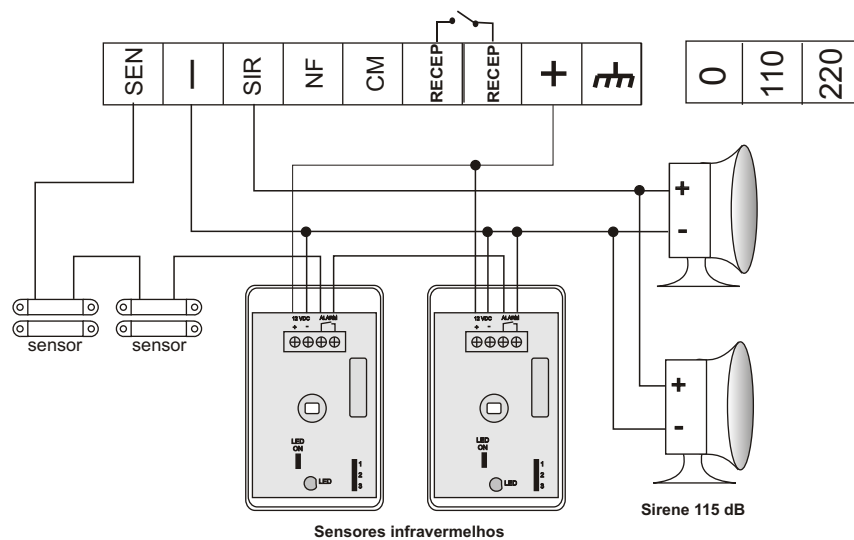 SEN
—
SIR
NF
CM
RECEP
RECEP
+
0
110
220
+
-
sensor
sensor
12 VDC ALARM
+ -
LED
ON
LED
1
2
3
12 VDC ALARM
+ -
LED
ON
LED
1
2
3
+
-
Sensores infravermelhos
Sirene 115 dB